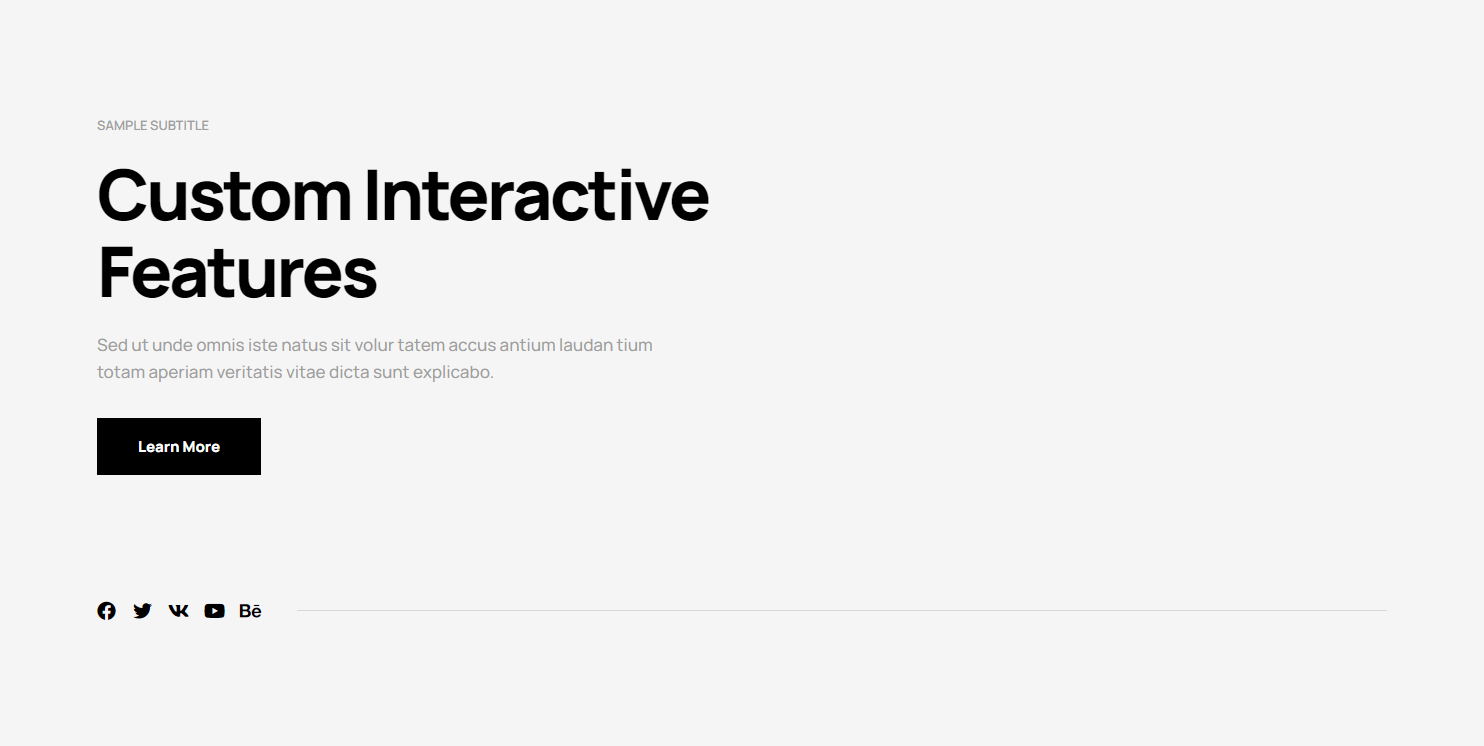 SAMPLE SUBTITLE
Custom Interactive
Features
Sed ut unde omnis iste natus sit volur tatem accus antium laudan tium
totam aperiam veritatis vitae dicta sunt explicabo.
Learn More
Bē